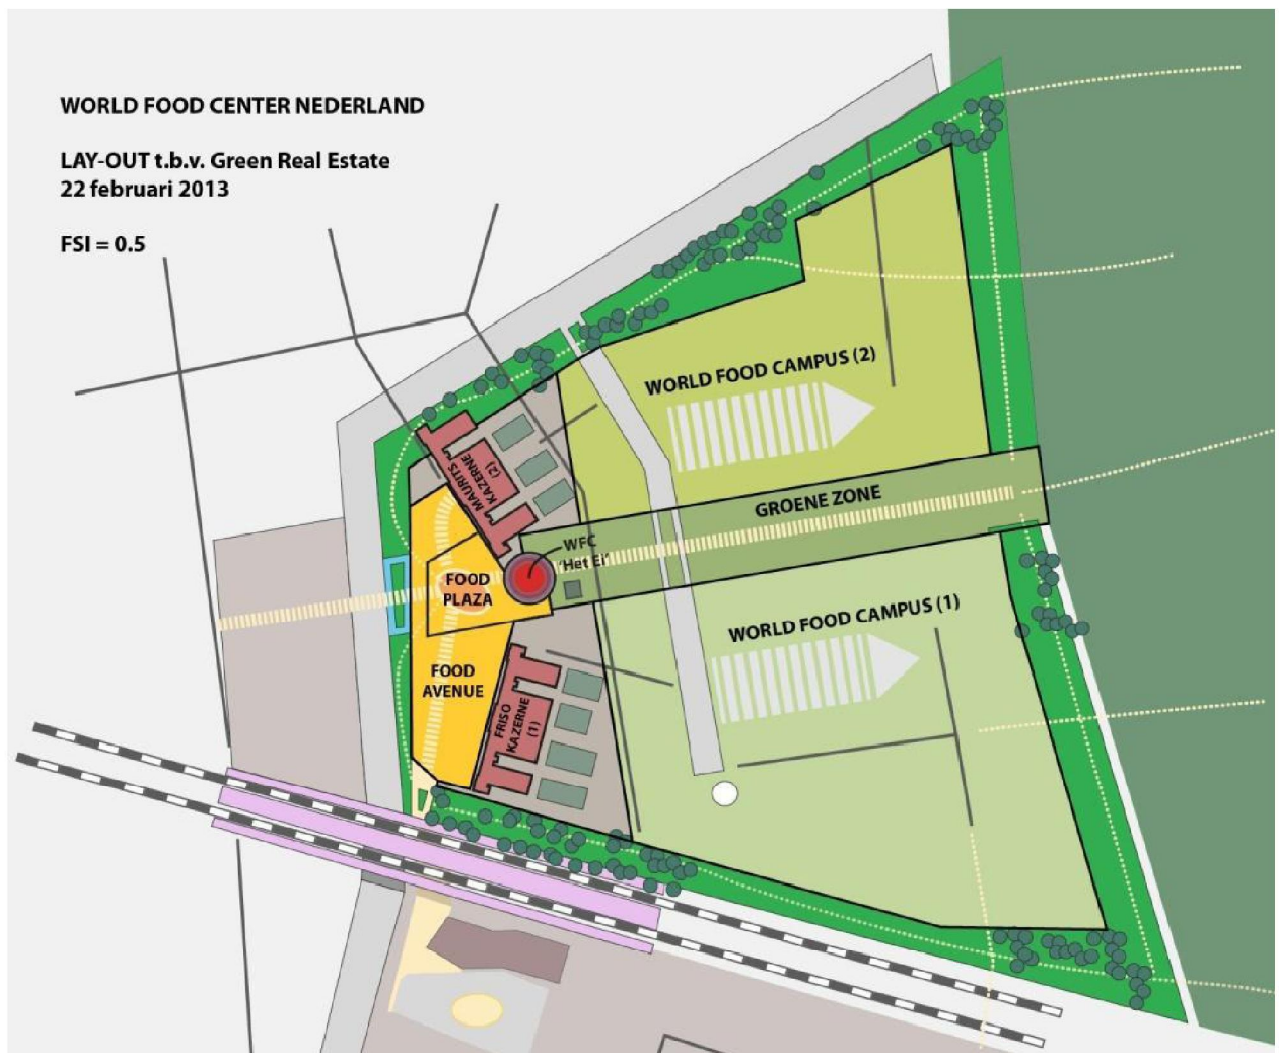 WORLD FOOD CENTER NEDERLAND
LAY-OUT t.b.v. Green Real Estate
22 februari 2013
FSI = 0.5
WORLD FOOD CAMPUS (2)
MAURITS
KAZERNE
(2)
GROENE ZONE
WFC
'Het Ei'
FOOD
PLAZA
WORLD FOOD CAMPUS (1)
FOOD
AVENUE
FRISO
KAZERNE
(1)